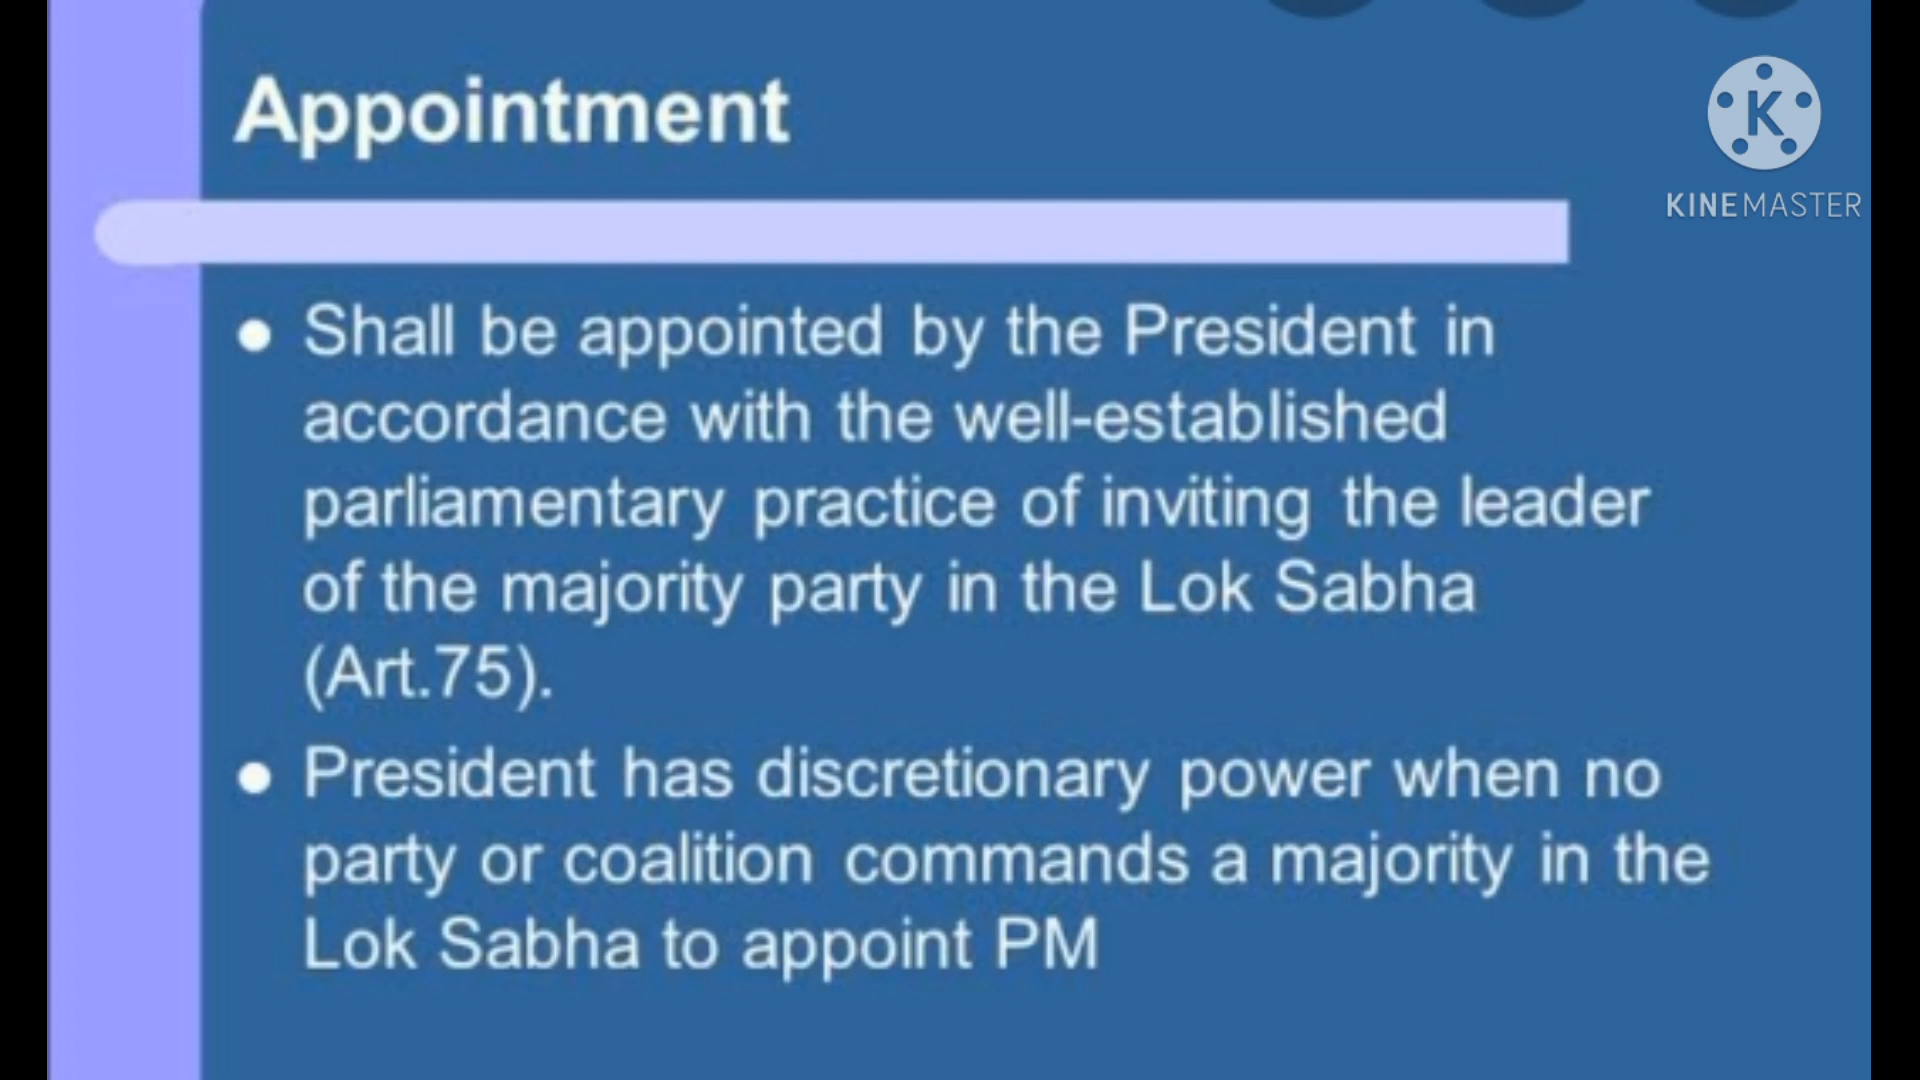 Appointment
K
KINEMASTER
● Shall be appointed by the President in
accordance with the well-established
parliamentary practice of inviting the leader
of the majority party in the Lok Sabha
(Art.75).
● President has discretionary power when no
party or coalition commands a majority in the
Lok Sabha to appoint PM